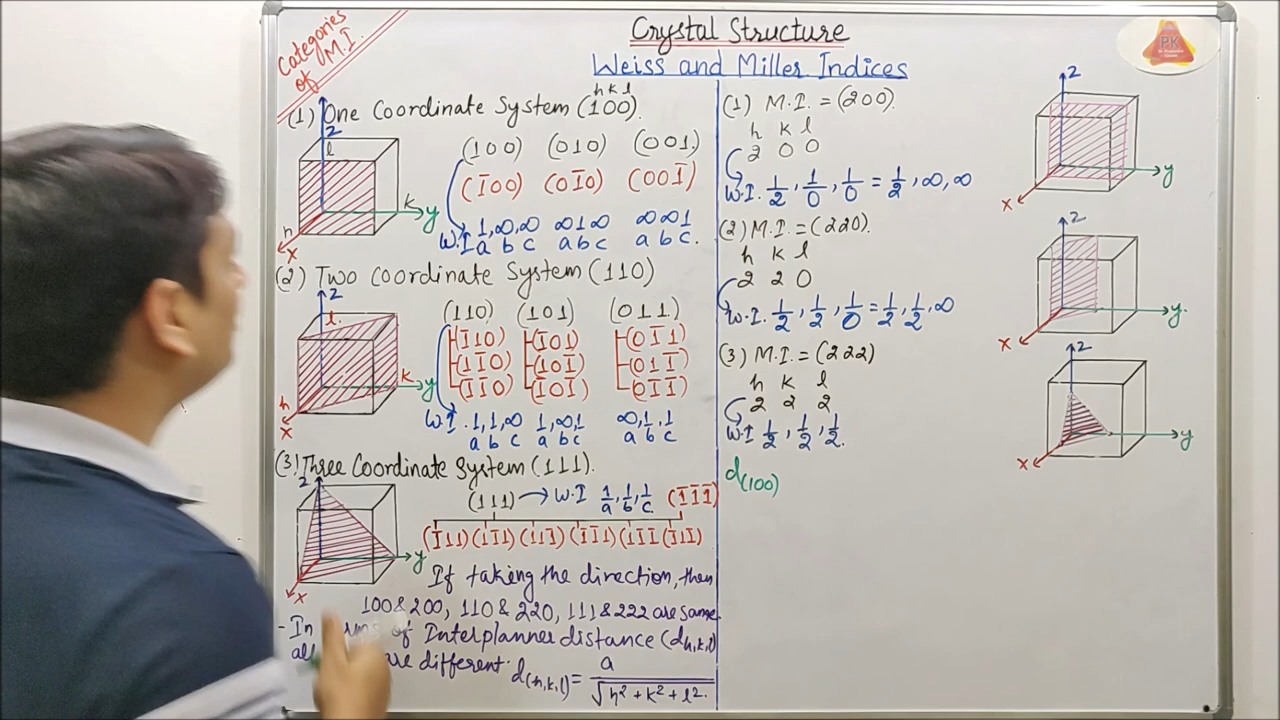 Categories
of M.I.
Crystal Structure
Weiss and Miller Indices
PK
h k l
(1) One Coordinate System (100).
z
l
k
y
h
x
(100) (010) (001)
(1̅00) (01̅0) (001̅)
W.I 1,∞,∞ ∞ 1 ∞ ∞ ∞ 1
a b c a b c a b c.
(2) Two Coordinate System (110)
z
l
k
y
h
x
(110) (101) (011)
(1̅10) (1̅01) (01̅1)
(11̅0) (101̅) (011̅)
(1̅1̅0) (1̅01̅) (01̅1̅)
W.I. 1,1,∞ 1,∞,1 ∞,1,1
a b c a b c a b c
(3) Three Coordinate System (111).
z
y
x
(111) → W.I 1/a, 1/b, 1/c (1̅1̅1̅)
(1̅11) (11̅1) (111̅) (1̅1̅1) (11̅1̅) (1̅11̅)
If taking the direction, then
100 & 200, 110 & 220, 111 & 222 are same
- In of Interplanner distance (dh,k,l)
are different.
d(h,k,l) = a/√h²+k²+l².
(1) M.I. = (200).
h k l
2 0 0
W.I. 1/2, 1/0, 1/0 = 1/2, ∞, ∞
z
y
x
(2) M.I. = (220).
h k l
2 2 0
W.I. 1/2, 1/2, 1/0 = 1/2, 1/2, ∞
z
y.
x
(3) M.I. = (222)
h k l
2 2 2
W.I 1/2, 1/2, 1/2.
z
y
x
d(100)